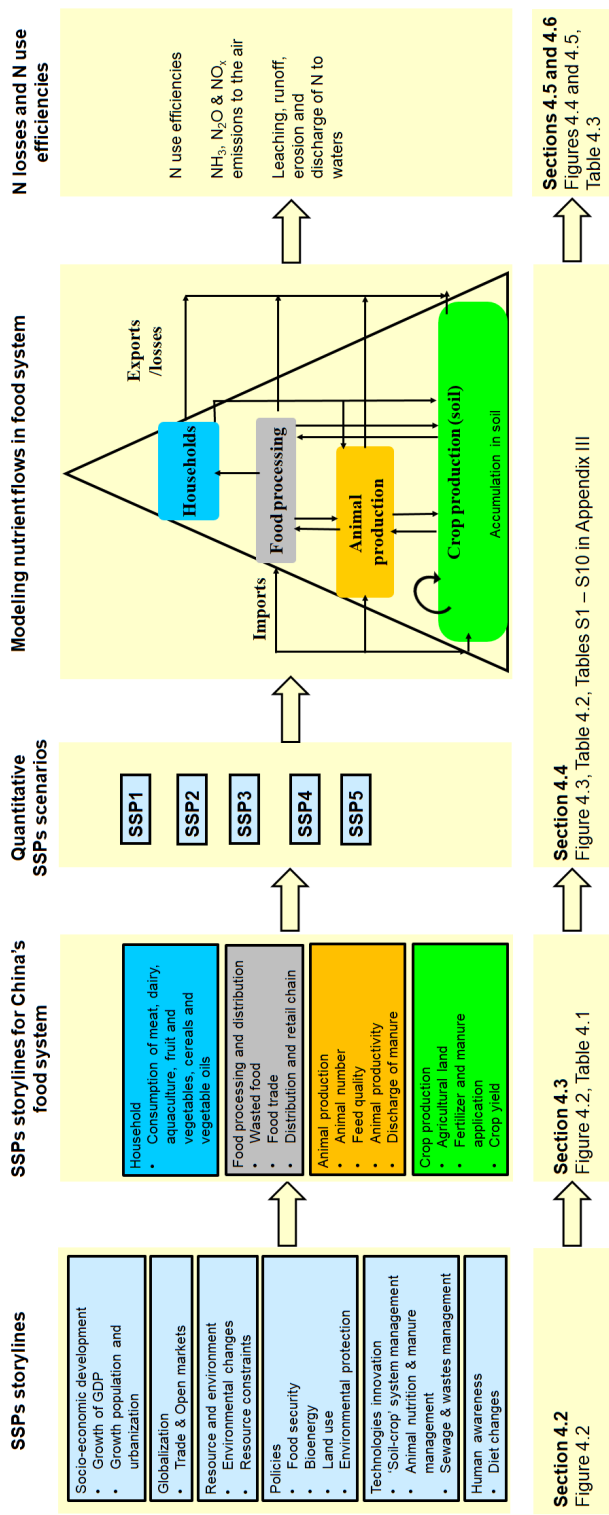 SSPs storylines
Socio-economic development
• Growth of GDP
• Growth population and
urbanization
Globalization
• Trade & Open markets
Resource and environment
• Environmental changes
• Resource constraints
Policies
• Food security
• Bioenergy
• Land use
• Environmental protection
Technologies innovation
• 'Soil-crop' system management
• Animal nutrition & manure
management
• Sewage & wastes management
Human awareness
• Diet changes
Section 4.2
Figure 4.2
SSPs storylines for China's
food system
Household
• Consumption of meat, dairy,
aquaculture, fruit and
vegetables, cereals and
vegetable oils
Food processing and distribution
• Wasted food
• Food trade
• Distribution and retail chain
Animal production
• Animal number
• Feed quality
• Animal productivity
• Discharge of manure
Crop production
• Agricultural land
• Fertilizer and manure
application
• Crop yield
Section 4.3
Figure 4.2, Table 4.1
Quantitative
SSPs scenarios
SSP1
SSP2
SSP3
SSP4
SSP5
Modeling nutrient flows in food system
Imports
Exports
/losses
Households
Food processing
Animal
production
Crop production (soil)
Accumulation in soil
Section 4.4
Figure 4.3, Table 4.2, Tables S1 – S10 in Appendix III
N losses and N use
efficiencies
N use efficiencies
NH₃, N₂O & NOₓ
emissions to the air
Leaching, runoff,
erosion and
discharge of N to
waters
Sections 4.5 and 4.6
Figures 4.4 and 4.5,
Table 4.3